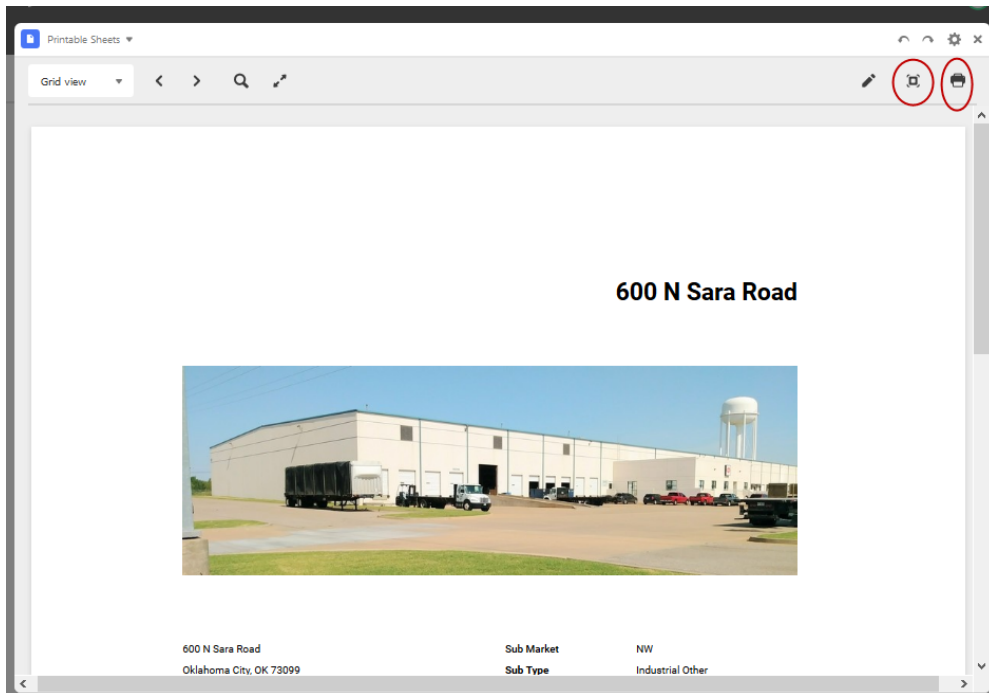 Printable Sheets
Grid view
600 N Sara Road
600 N Sara Road Sub Market NW
Oklahoma City, OK 73099 Sub Type Industrial Other